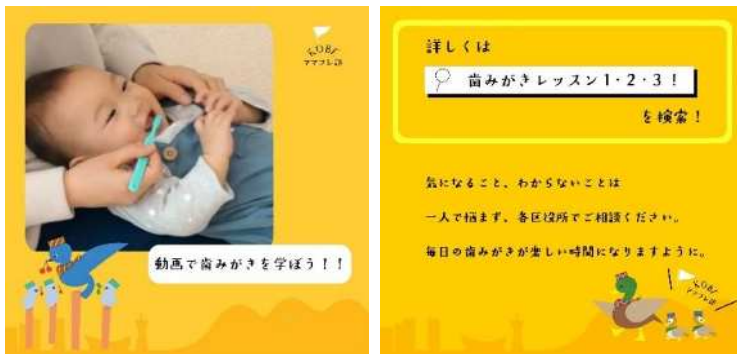 KOBE
ママフレ部
動画で歯みがきを学ぼう！！
詳しくは
歯みがきレッスン1・2・3！
を検索！
気になること、わからないことは
一人で悩まず、各区役所でご相談ください。
毎日の歯みがきが楽しい時間になりますように。
KOBE
ママフレ部